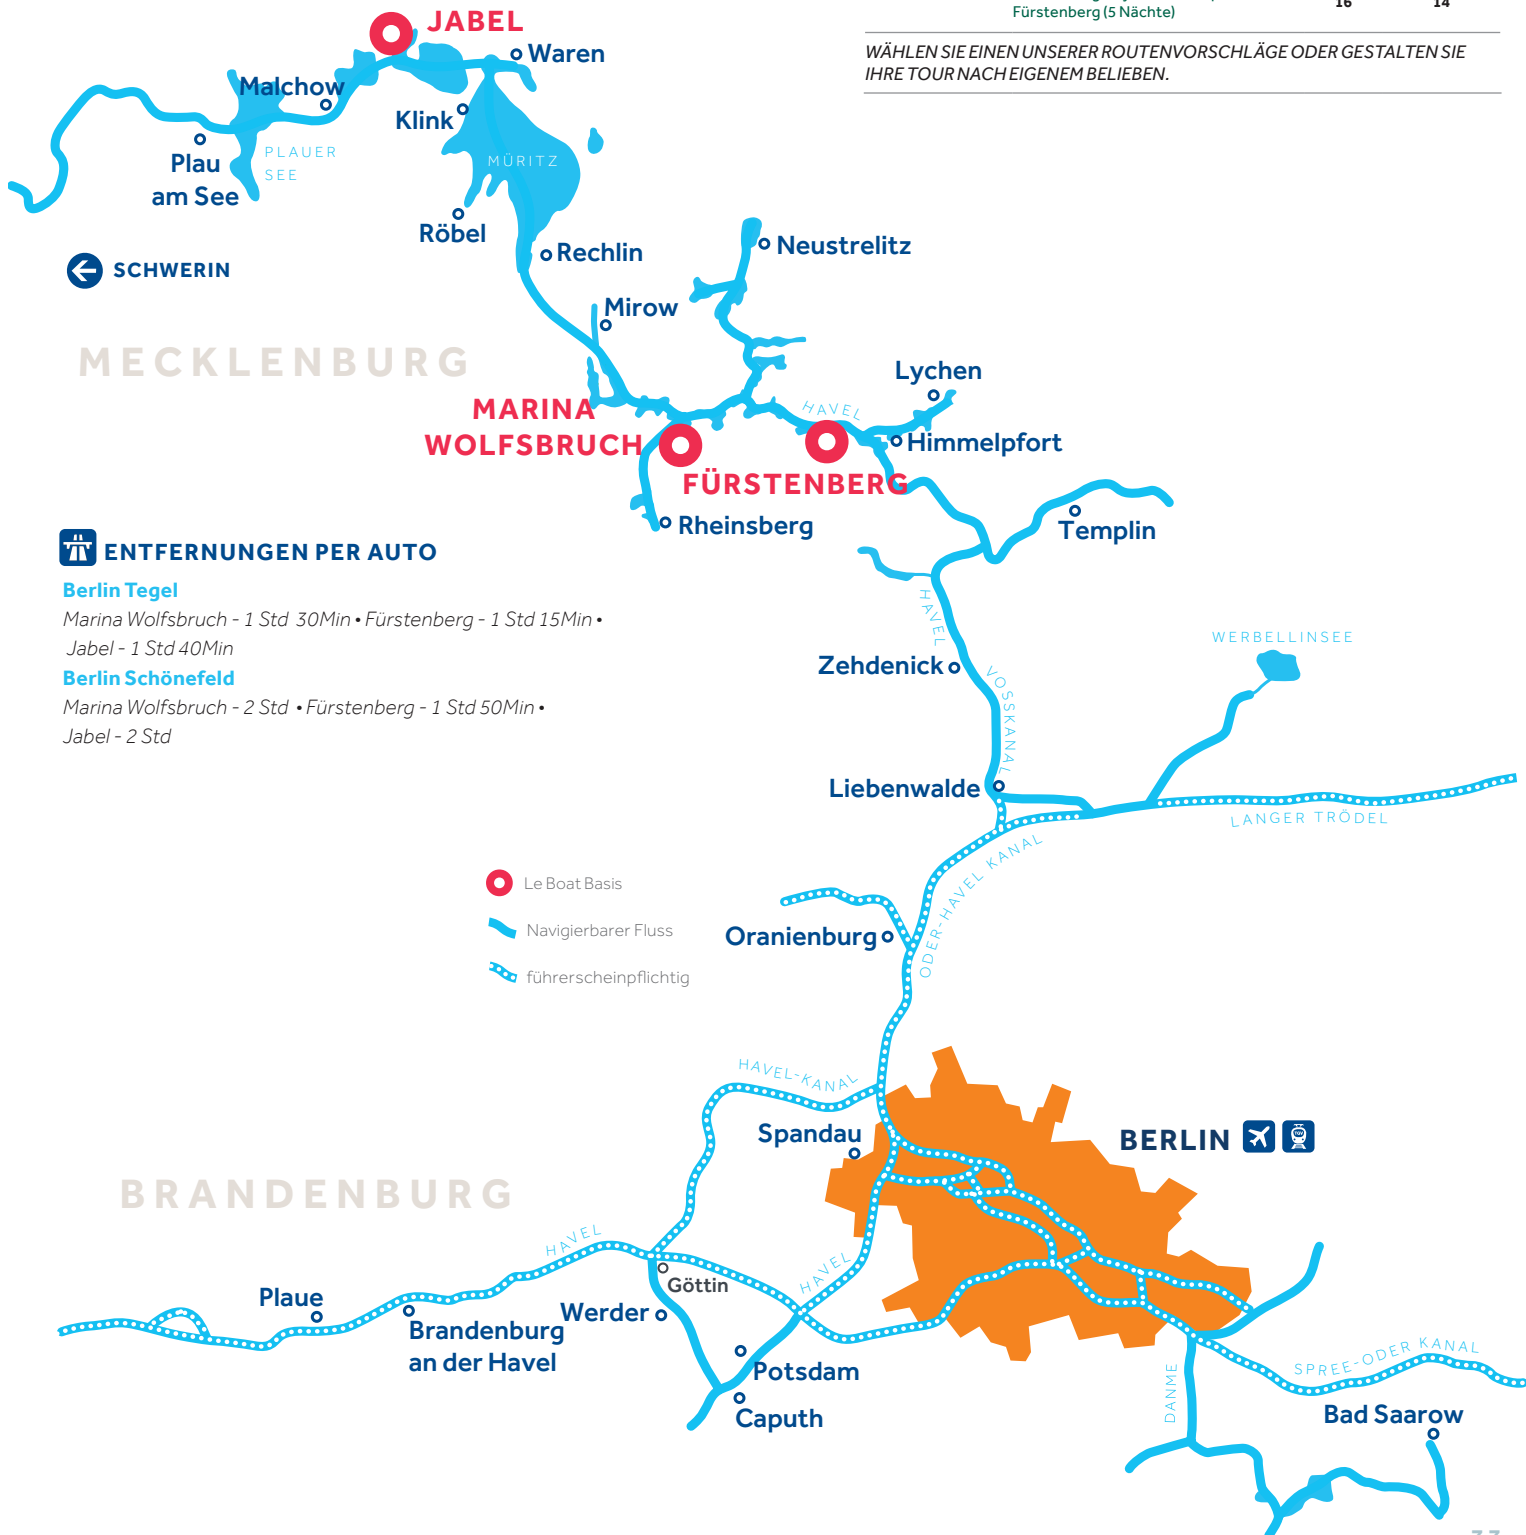 Fürstenberg (5 Nächte)
16
14
WÄHLEN SIE EINEN UNSERER ROUTENVORSCHLÄGE ODER GESTALTEN SIE
IHRE TOUR NACH EIGENEM BELIEBEN.
JABEL
Waren
Malchow
Klink
PLAUER
SEE
MÜRITZ
Plau
am See
Röbel
Rechlin
Neustrelitz
SCHWERIN
Mirow
MECKLENBURG
Lychen
MARINA
WOLFSBRUCH
HAVEL
Himmelpfort
FÜRSTENBERG
Rheinsberg
Templin
ENTFERNUNGEN PER AUTO
Berlin Tegel
Marina Wolfsbruch - 1 Std 30Min • Fürstenberg - 1 Std 15Min •
Jabel - 1 Std 40Min
Berlin Schönefeld
Marina Wolfsbruch - 2 Std • Fürstenberg - 1 Std 50Min •
Jabel - 2 Std
HAVEL
WERBELLINSEE
Zehdenick
VOSSKANAL
Liebenwalde
LANGER TRÖDEL
ODER-HAVEL KANAL
Le Boat Basis
Navigierbarer Fluss
führerscheinpflichtig
Oranienburg
HAVEL-KANAL
Spandau
BERLIN
TGV
BRANDENBURG
HAVEL
HAVEL
Göttin
Plaue
Werder
Brandenburg
an der Havel
Potsdam
Caputh
DANME
SPREE-ODER KANAL
Bad Saarow